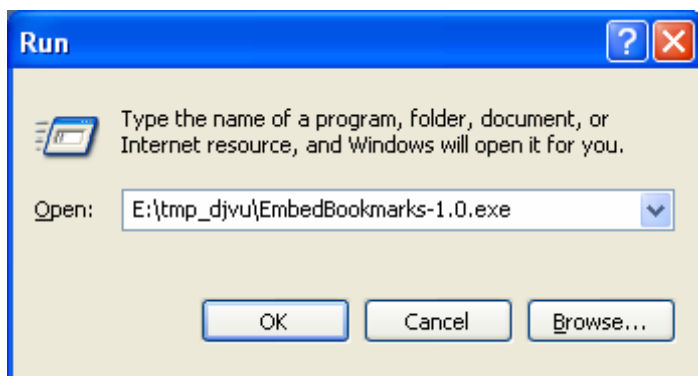 Run
Type the name of a program, folder, document, or
Internet resource, and Windows will open it for you.
Open: E:\tmp_djvu\EmbedBookmarks-1.0.exe
OK Cancel Browse...